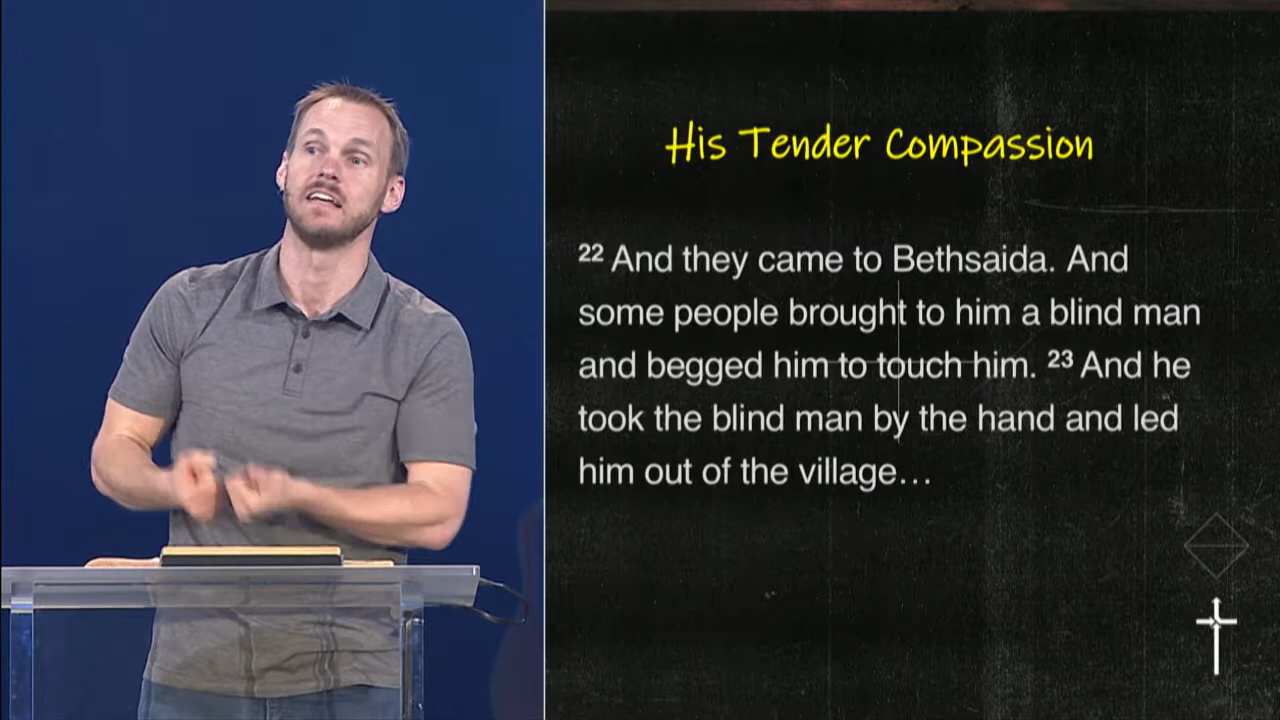 His Tender Compassion
²² And they came to Bethsaida. And
some people brought to him a blind man
and begged him to touch him. ²³ And he
took the blind man by the hand and led
him out of the village…